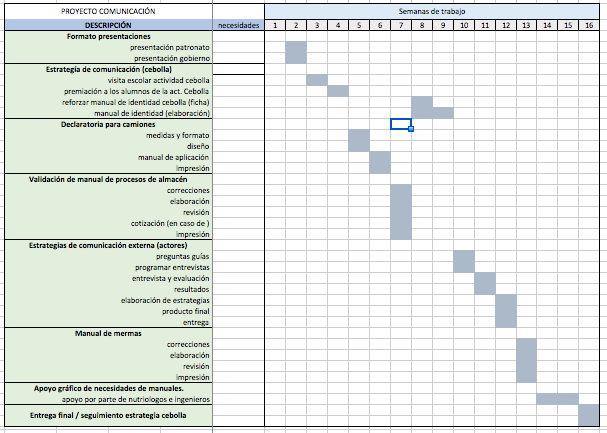 PROYECTO COMUNICACIÓN Semanas de trabajo
DESCRIPCIÓN necesidades 1 2 3 4 5 6 7 8 9 10 11 12 13 14 15 16
Formato presentaciones
presentación patronato
presentación gobierno
Estrategia de comunicación (cebolla)
visita escolar actividad cebolla
premiación a los alumnos de la act. Cebolla
reforzar manual de identidad cebolla (ficha)
manual de identidad (elaboración)
Declaratoria para camiones
medidas y formato
diseño
manual de aplicación
impresión
Validación de manual de procesos de almacén
correcciones
elaboración
revisión
cotización (en caso de )
impresión
Estrategias de comunicación externa (actores)
preguntas guías
programar entrevistas
entrevista y evaluación
resultados
elaboración de estrategias
producto final
entrega
Manual de mermas
correcciones
elaboración
revisión
impresión
Apoyo gráfico de necesidades de manuales.
apoyo por parte de nutriologos e ingenieros
Entrega final / seguimiento estrategia cebolla